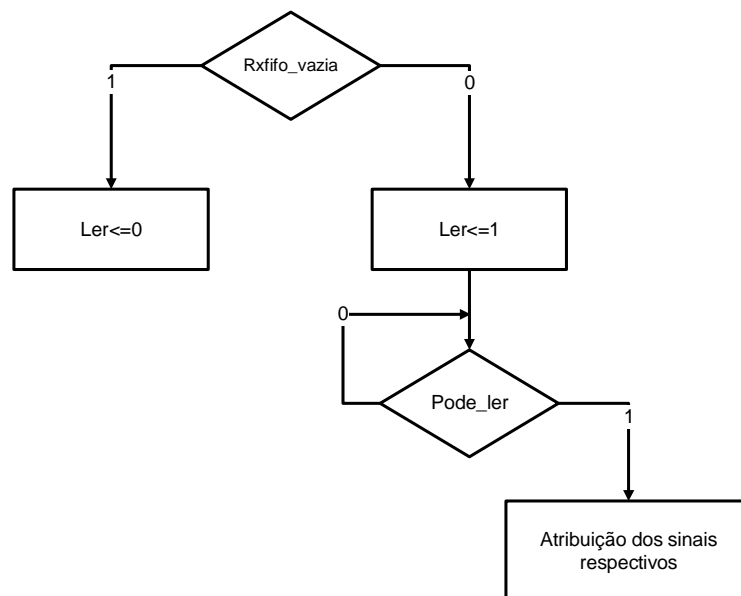 Rxfifo_vazia
1
0
Ler<=0
Ler<=1
0
Pode_ler
1
Atribuição dos sinais
respectivos